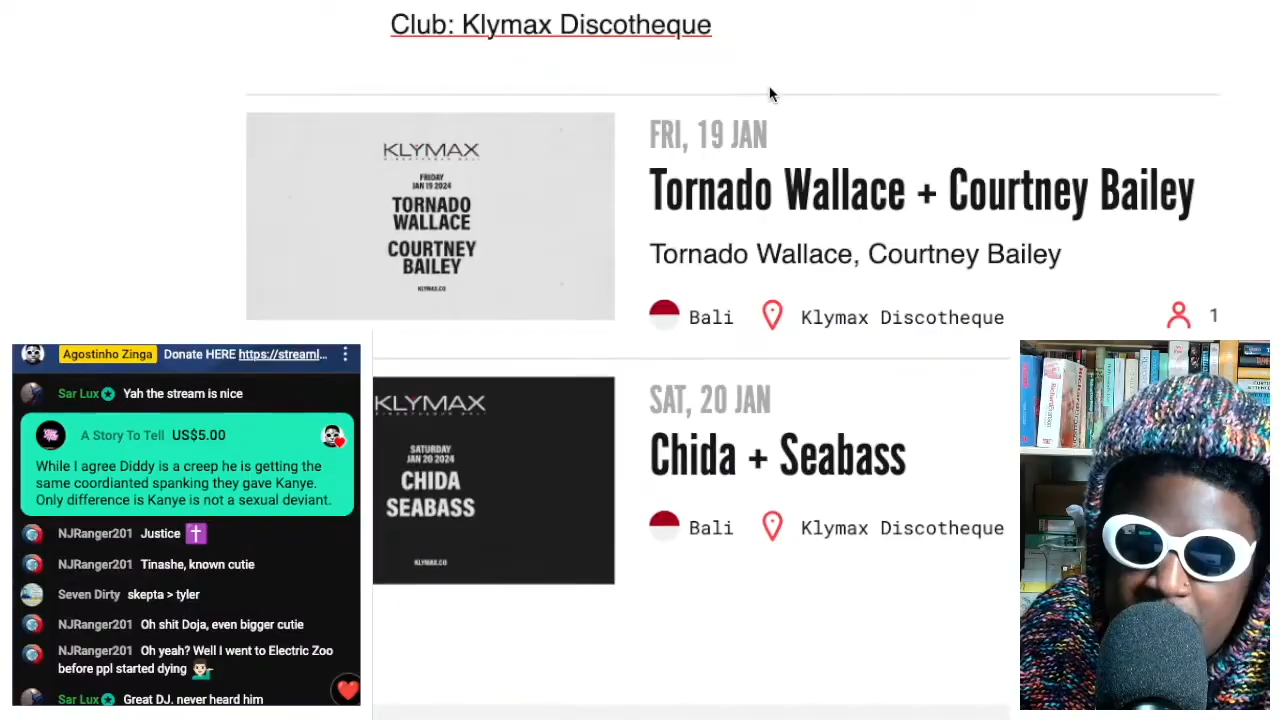 Club: Klymax Discotheque
KLYMAX
FRIDAY
JAN 19 2024
TORNADO
WALLACE
COURTNEY
BAILEY
KLYMAX.CO
FRI, 19 JAN
Tornado Wallace + Courtney Bailey
Tornado Wallace, Courtney Bailey
Bali Klymax Discotheque 1
KLYMAX
SATURDAY
JAN 20 2024
CHIDA
SEABASS
KLYMAX.CO
SAT, 20 JAN
Chida + Seabass
Bali Klymax Discotheque
Agostinho Zinga Donate HERE https://streaml...
Sar Lux Yah the stream is nice
A Story To Tell US$5.00
While I agree Diddy is a creep he is getting the
same coordianted spanking they gave Kanye.
Only difference is Kanye is not a sexual deviant.
NJRanger201 Justice
NJRanger201 Tinashe, known cutie
Seven Dirty skepta > tyler
NJRanger201 Oh shit Doja, even bigger cutie
NJRanger201 Oh yeah? Well I went to Electric Zoo
before ppl started dying
Sar Lux Great DJ. never heard him